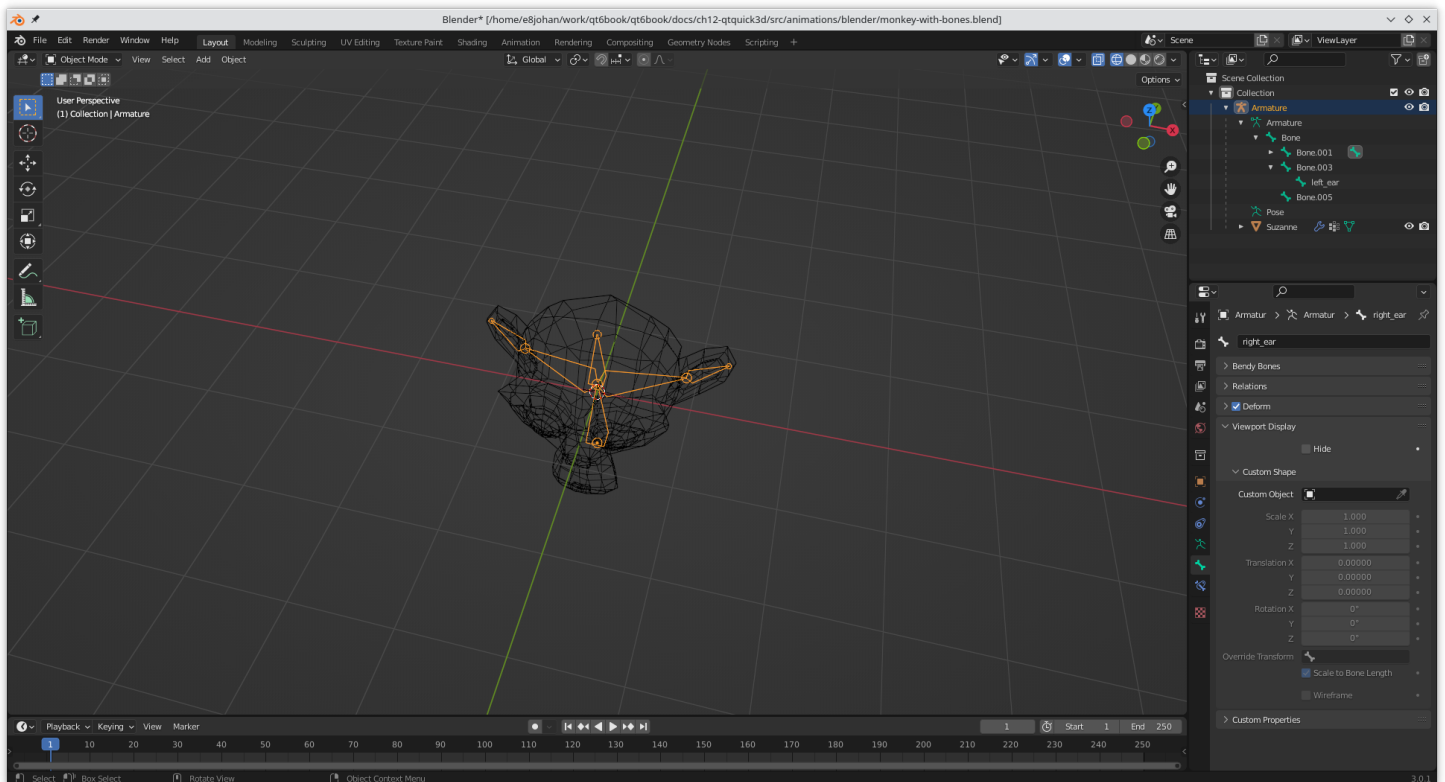 Blender* [/home/e8johan/work/qt6book/qt6book/docs/ch12-qtquick3d/src/animations/blender/monkey-with-bones.blend]
File Edit Render Window Help Layout Modeling Sculpting UV Editing Texture Paint Shading Animation Rendering Compositing Geometry Nodes Scripting + Scene ViewLayer
Object Mode View Select Add Object Global
Options
User Perspective
(1) Collection | Armature
Z
Y
X
Scene Collection
Collection
Armature
Armature
Bone
Bone.001
Bone.003
left_ear
Bone.005
Pose
Suzanne
Armatur > Armatur > right_ear
right_ear
Bendy Bones
Relations
Deform
Viewport Display
Hide
Custom Shape
Custom Object
Scale X 1.000
Y 1.000
Z 1.000
Translation X 0.00000
Y 0.00000
Z 0.00000
Rotation X 0°
Y 0°
Z 0°
Override Transform
Scale to Bone Length
Wireframe
Custom Properties
Playback Keying View Marker 1 Start 1 End 250
1 10 20 30 40 50 60 70 80 90 100 110 120 130 140 150 160 170 180 190 200 210 220 230 240 250
Select Box Select Rotate View Object Context Menu 3.0.1